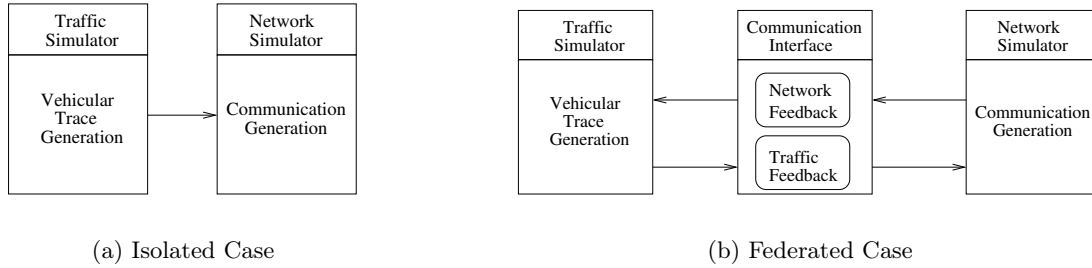 Traffic
Simulator
Network
Simulator
Vehicular
Trace
Generation
Communication
Generation
(a) Isolated Case
Traffic
Simulator
Communication
Interface
Network
Simulator
Vehicular
Trace
Generation
Network
Feedback
Traffic
Feedback
Communication
Generation
(b) Federated Case